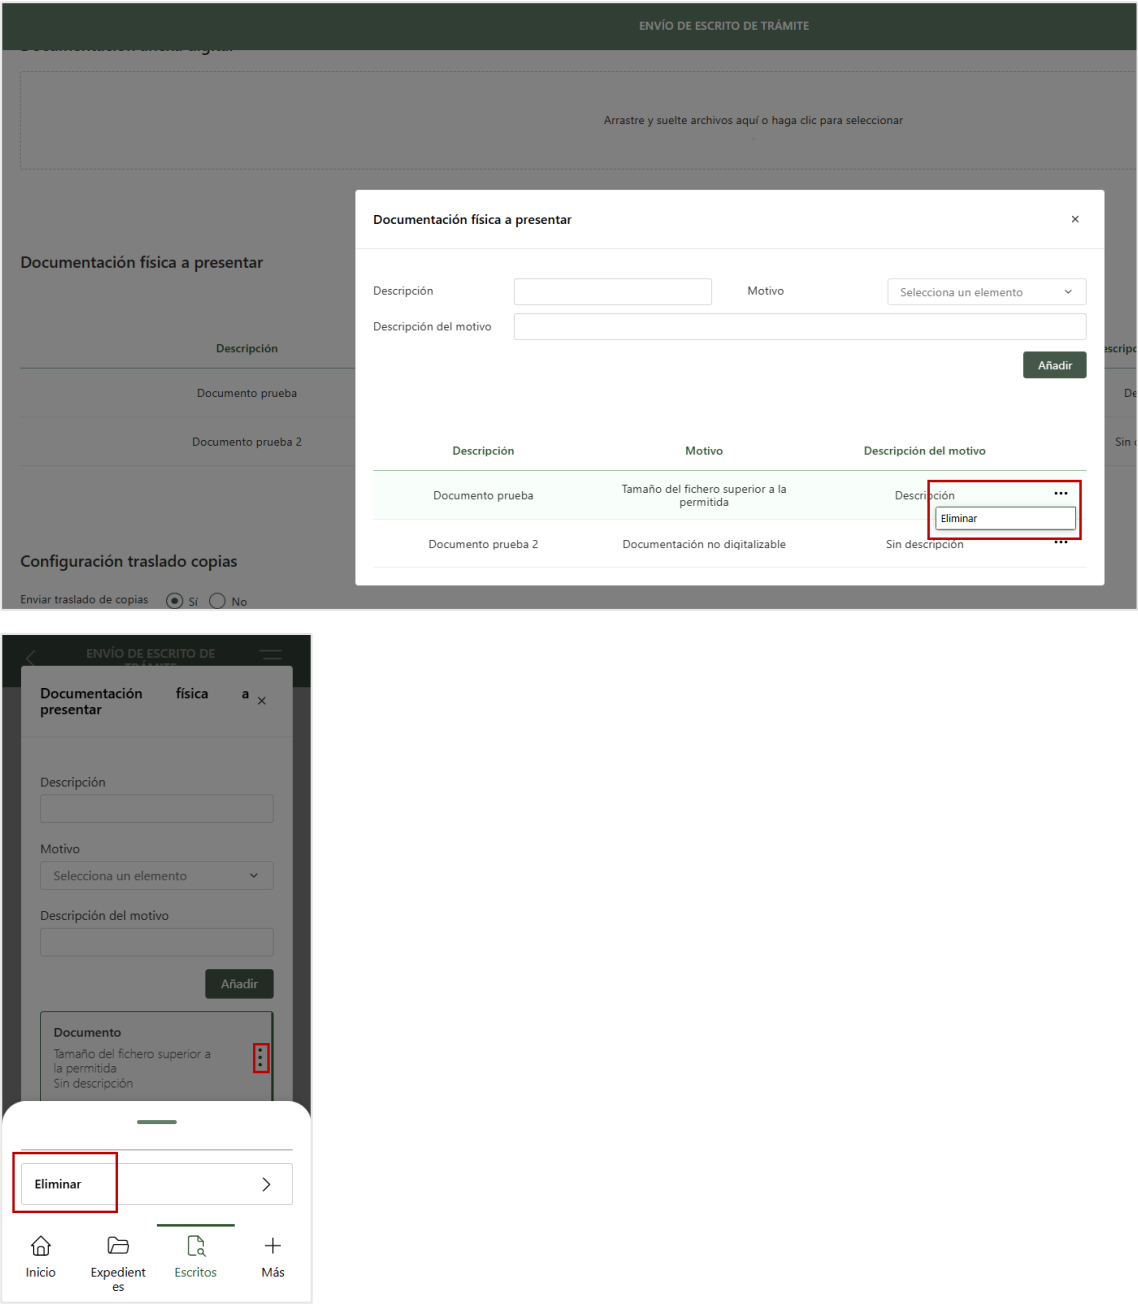 ENVÍO DE ESCRITO DE TRÁMITE
Documentación anexa digital
Arrastre y suelte archivos aquí o haga clic para seleccionar
Documentación física a presentar
Descripción
Documento prueba
Documento prueba 2
Configuración traslado copias
Enviar traslado de copias Sí No
Documentación física a presentar
Descripción
Motivo
Selecciona un elemento
Descripción del motivo
Añadir
Descripción Motivo Descripción del motivo
Documento prueba
Tamaño del fichero superior a la
permitida
Descripción
Eliminar
Documento prueba 2 Documentación no digitalizable Sin descripción
ENVÍO DE ESCRITO DE
TRÁMITE
Documentación física a
presentar
Descripción
Motivo
Selecciona un elemento
Descripción del motivo
Añadir
Documento
Tamaño del fichero superior a
la permitida
Sin descripción
Eliminar
Inicio
Expedient
es
Escritos
Más